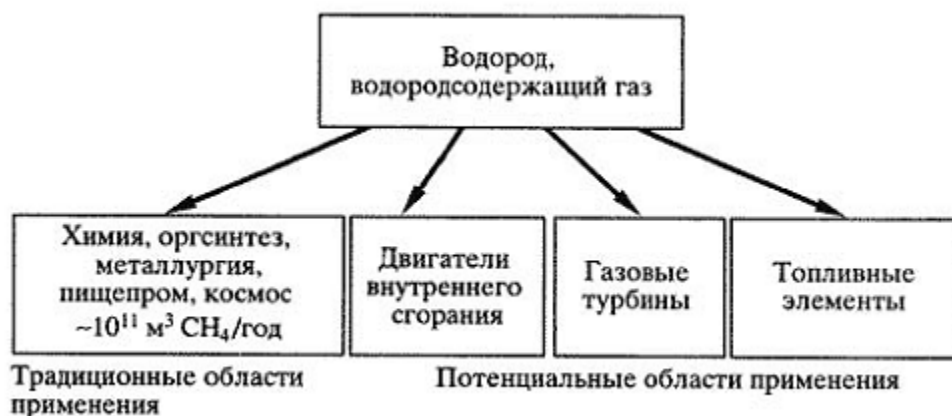 Водород,
водородсодержащий газ
Химия, оргсинтез,
металлургия,
пищепром, космос
~10¹¹ м³ CH₄/год
Двигатели
внутреннего
сгорания
Газовые
турбины
Топливные
элементы
Традиционные области
применения
Потенциальные области применения